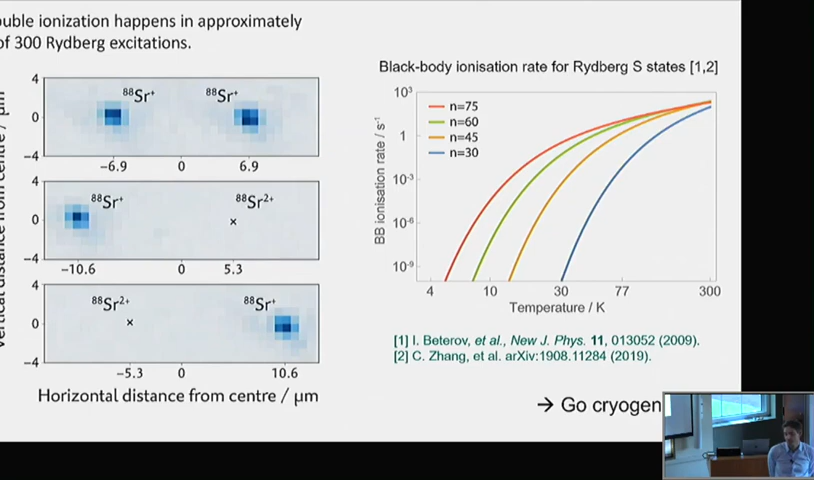 ouble ionization happens in approximately
of 300 Rydberg excitations.
4
0
−4
⁸⁸Sr⁺ ⁸⁸Sr⁺
−6.9 0 6.9
4
0
−4
⁸⁸Sr⁺ ⁸⁸Sr²⁺
×
−10.6 0 5.3
4
0
−4
⁸⁸Sr²⁺ ⁸⁸Sr⁺
×
−5.3 0 10.6
Vertical distance from centre / μm
Horizontal distance from centre / μm
Black-body ionisation rate for Rydberg S states [1,2]
BB ionisation rate / s⁻¹
10³
1
10⁻³
10⁻⁶
10⁻⁹
n=75
n=60
n=45
n=30
4 10 30 77 300
Temperature / K
[1] I. Beterov, et al., New J. Phys. 11, 013052 (2009).
[2] C. Zhang, et al. arXiv:1908.11284 (2019).
→ Go cryogen